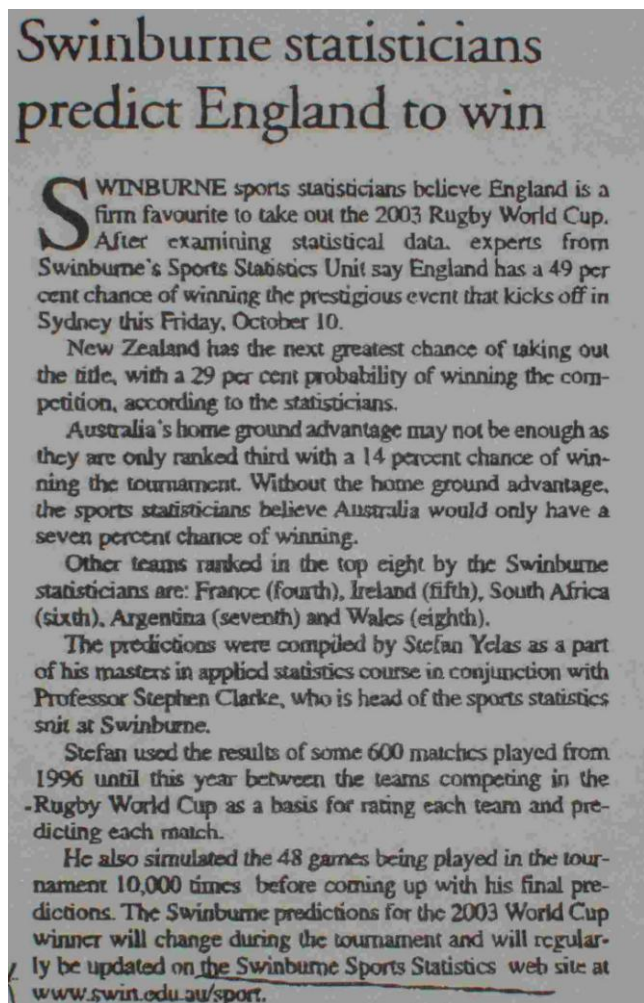 Swinburne statisticians
predict England to win
SWINBURNE sports statisticians believe England is a
firm favourite to take out the 2003 Rugby World Cup.
After examining statistical data. experts from
Swinburne's Sports Statistics Unit say England has a 49 per
cent chance of winning the prestigious event that kicks off in
Sydney this Friday, October 10.
New Zealand has the next greatest chance of taking out
the title, with a 29 per cent probability of winning the com-
petition, according to the statisticians.
Australia's home ground advantage may not be enough as
they are only ranked third with a 14 percent chance of win-
ning the tournament. Without the home ground advantage,
the sports statisticians believe Australia would only have a
seven percent chance of winning.
Other teams ranked in the top eight by the Swinburne
statisticians are: France (fourth), Ireland (fifth), South Africa
(sixth), Argentina (seventh) and Wales (eighth).
The predictions were compiled by Stefan Yelas as a part
of his masters in applied statistics course in conjunction with
Professor Stephen Clarke, who is head of the sports statistics
snit at Swinburne.
Stefan used the results of some 600 matches played from
1996 until this year between the teams competing in the
Rugby World Cup as a basis for rating each team and pre-
dicting each match.
He also simulated the 48 games being played in the tour-
nament 10,000 times before coming up with his final pre-
dictions. The Swinburne predictions for the 2003 World Cup
winner will change during the tournament and will regular-
ly be updated on the Swinburne Sports Statistics web site at
www.swin.edu.au/sport.